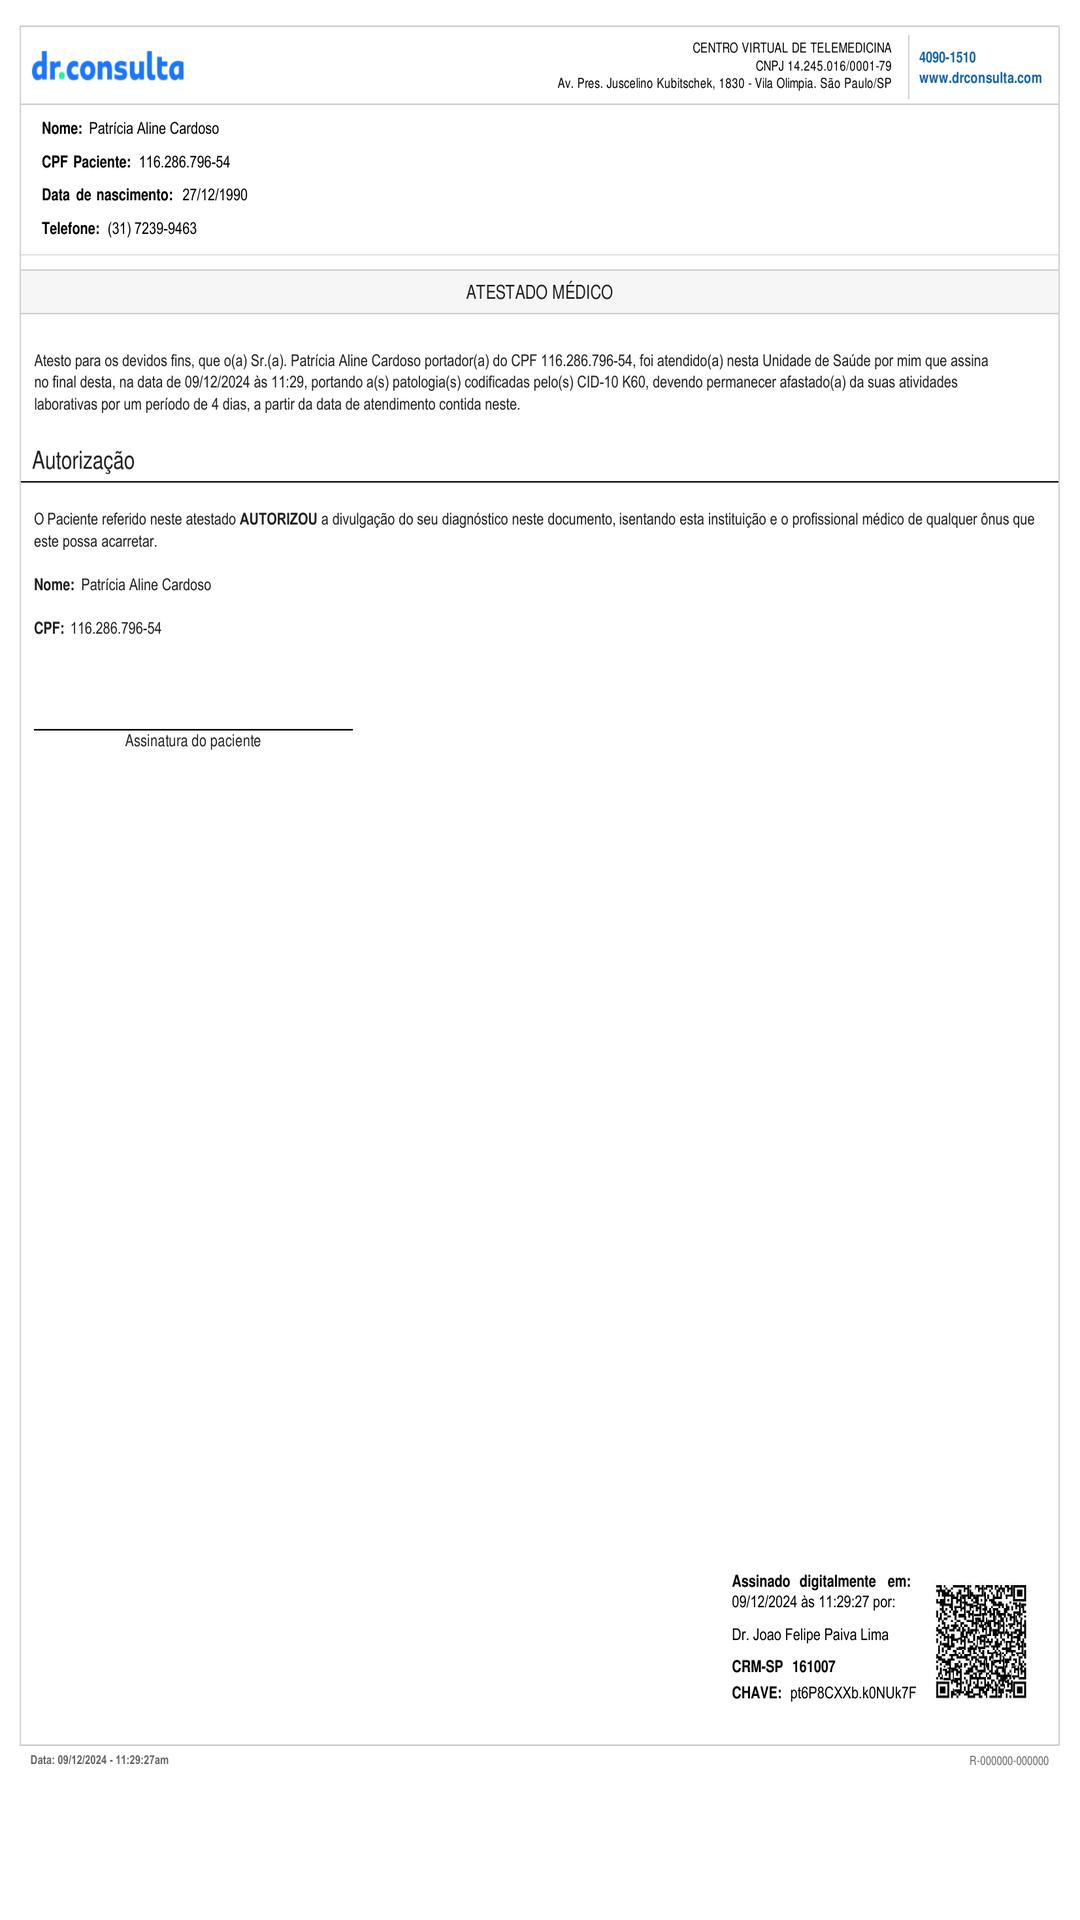 dr.consulta
CENTRO VIRTUAL DE TELEMEDICINA
CNPJ 14.245.016/0001-79
Av. Pres. Juscelino Kubitschek, 1830 - Vila Olimpia. São Paulo/SP
4090-1510
www.drconsulta.com
Nome: Patrícia Aline Cardoso
CPF Paciente: 116.286.796-54
Data de nascimento: 27/12/1990
Telefone: (31) 7239-9463
ATESTADO MÉDICO
Atesto para os devidos fins, que o(a) Sr.(a). Patrícia Aline Cardoso portador(a) do CPF 116.286.796-54, foi atendido(a) nesta Unidade de Saúde por mim que assina
no final desta, na data de 09/12/2024 às 11:29, portando a(s) patologia(s) codificadas pelo(s) CID-10 K60, devendo permanecer afastado(a) da suas atividades
laborativas por um período de 4 dias, a partir da data de atendimento contida neste.
Autorização
O Paciente referido neste atestado AUTORIZOU a divulgação do seu diagnóstico neste documento, isentando esta instituição e o profissional médico de qualquer ônus que
este possa acarretar.
Nome: Patrícia Aline Cardoso
CPF: 116.286.796-54
Assinatura do paciente
Assinado digitalmente em:
09/12/2024 às 11:29:27 por:
Dr. Joao Felipe Paiva Lima
CRM-SP 161007
CHAVE: pt6P8CXXb.k0NUk7F
Data: 09/12/2024 - 11:29:27am
R-000000-000000